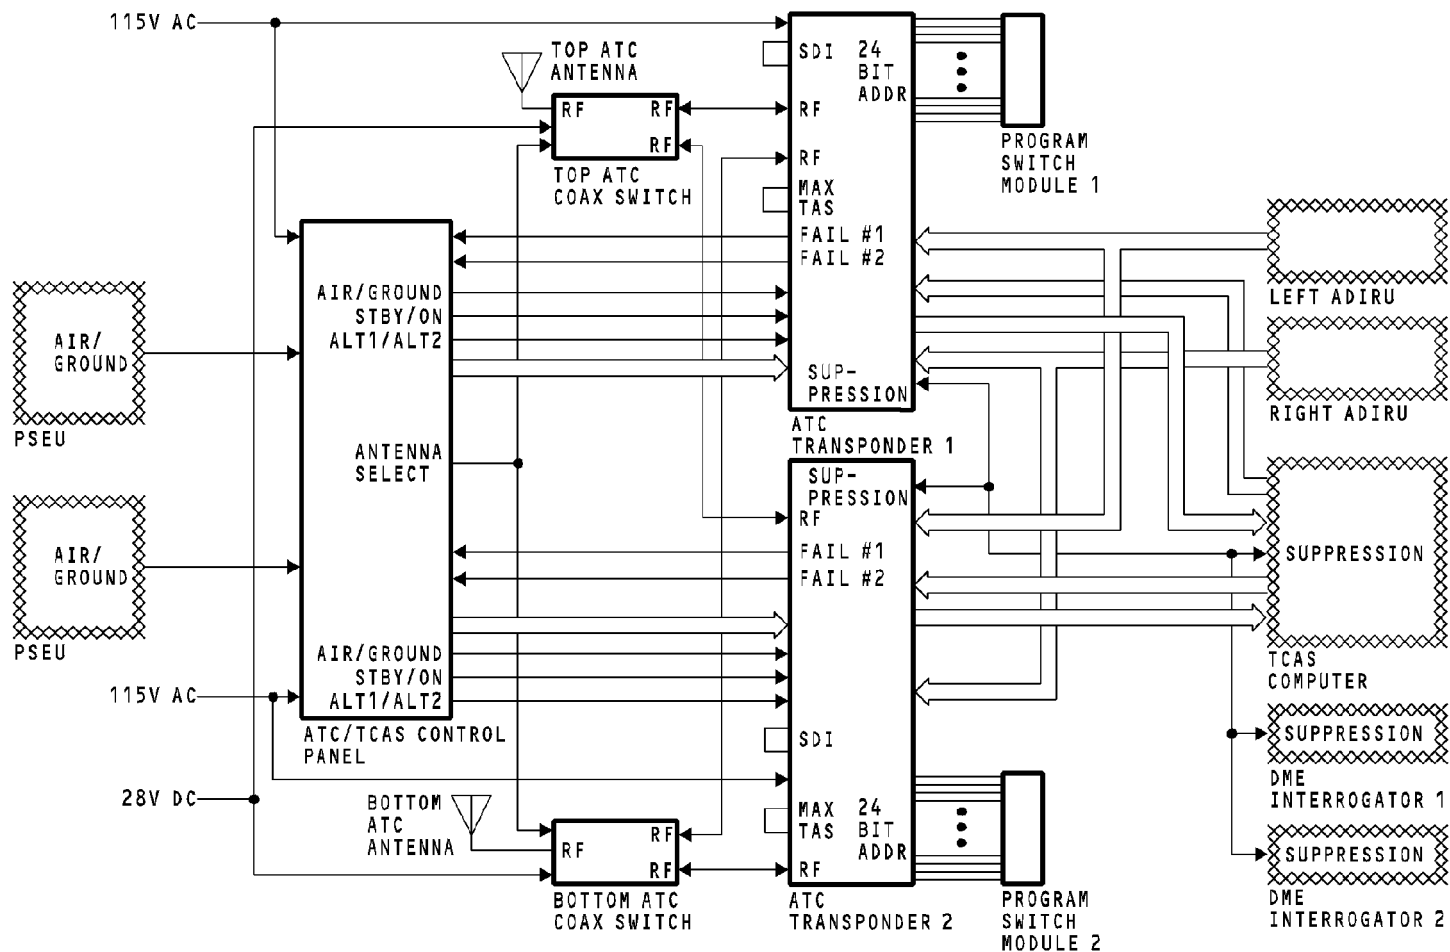 115V AC
TOP ATC
ANTENNA
RF
RF
RF
TOP ATC
COAX SWITCH
SDI
24
BIT
ADDR
RF
RF
MAX
TAS
FAIL #1
FAIL #2
SUP-
PRESSION
ATC
TRANSPONDER 1
PROGRAM
SWITCH
MODULE 1
AIR/GROUND
STBY/ON
ALT1/ALT2
ANTENNA
SELECT
AIR/GROUND
STBY/ON
ALT1/ALT2
ATC/TCAS CONTROL
PANEL
AIR/
GROUND
PSEU
AIR/
GROUND
PSEU
115V AC
28V DC
LEFT ADIRU
RIGHT ADIRU
SUPPRESSION
TCAS
COMPUTER
SUPPRESSION
DME
INTERROGATOR 1
SUPPRESSION
DME
INTERROGATOR 2
SUP-
PRESSION
RF
FAIL #1
FAIL #2
SDI
MAX
TAS
24
BIT
ADDR
RF
ATC
TRANSPONDER 2
BOTTOM
ATC
ANTENNA
RF
RF
RF
BOTTOM ATC
COAX SWITCH
PROGRAM
SWITCH
MODULE 2